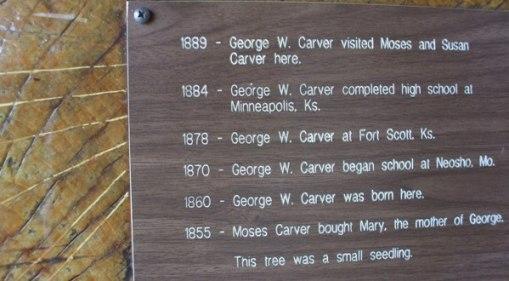 1889 - George W. Carver visited Moses and Susan
Carver here.
1884 - George W. Carver completed high school at
Minneapolis, Ks.
1878 - George W. Carver at Fort Scott, Ks.
1870 - George W. Carver began school at Neosho, Mo.
1860 - George W. Carver was born here.
1855 - Moses Carver bought Mary, the mother of George.
This tree was a small seedling.